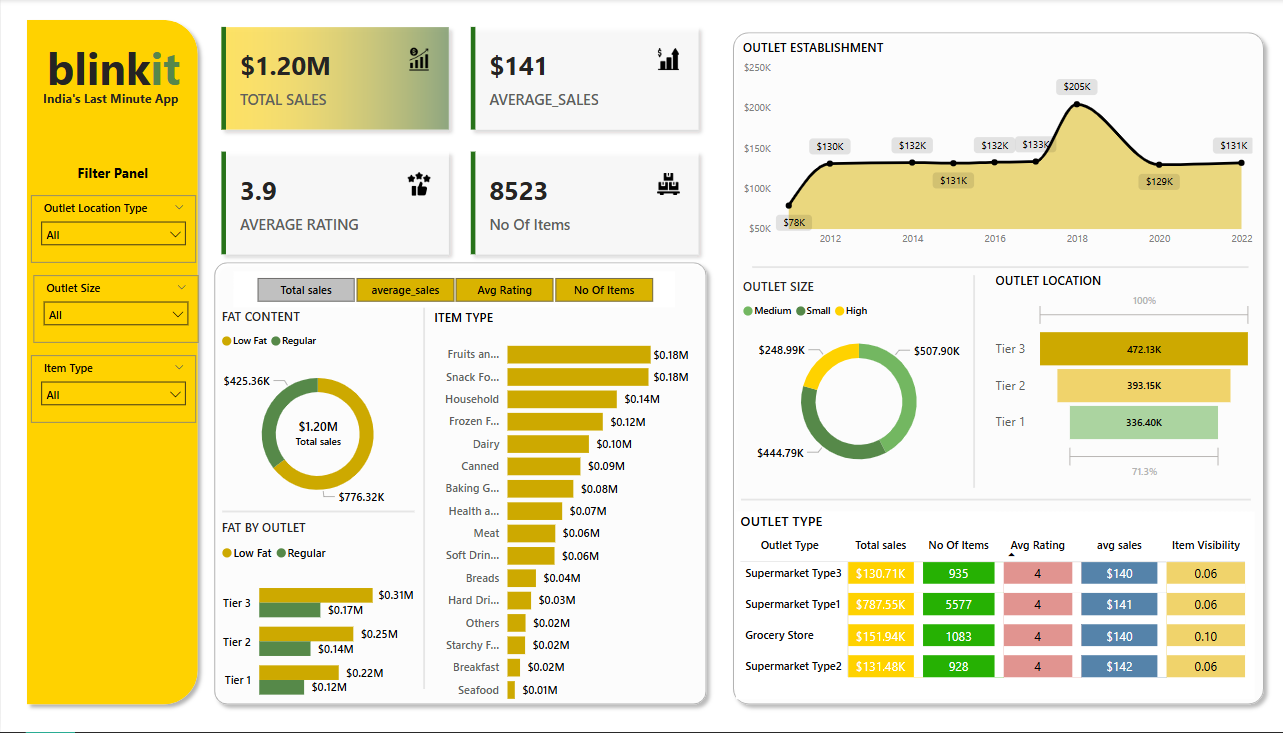 blinkit
India's Last Minute App
Filter Panel
Outlet Location Type
All
Outlet Size
All
Item Type
All
$1.20M
TOTAL SALES
$141
AVERAGE_SALES
3.9
AVERAGE RATING
8523
No Of Items
Total sales
average_sales
Avg Rating
No Of Items
FAT CONTENT
Low Fat Regular
$425.36K
$1.20M
Total sales
$776.32K
FAT BY OUTLET
Low Fat Regular
Tier 3 $0.31M
$0.17M
Tier 2 $0.25M
$0.14M
Tier 1 $0.22M
$0.12M
ITEM TYPE
Fruits an... $0.18M
Snack Fo... $0.18M
Household $0.14M
Frozen F... $0.12M
Dairy $0.10M
Canned $0.09M
Baking G... $0.08M
Health a... $0.07M
Meat $0.06M
Soft Drin... $0.06M
Breads $0.04M
Hard Dri... $0.03M
Others $0.02M
Starchy F... $0.02M
Breakfast $0.02M
Seafood $0.01M
OUTLET ESTABLISHMENT
$250K
$200K
$150K
$100K
$50K
$78K
$130K
$132K
$131K
$132K
$133K
$205K
$129K
$131K
2012 2014 2016 2018 2020 2022
OUTLET SIZE
Medium Small High
$248.99K
$507.90K
$444.79K
OUTLET LOCATION
100%
Tier 3 472.13K
Tier 2 393.15K
Tier 1 336.40K
71.3%
OUTLET TYPE
Outlet Type Total sales No Of Items Avg Rating avg sales Item Visibility
Supermarket Type3 $130.71K 935 4 $140 0.06
Supermarket Type1 $787.55K 5577 4 $141 0.06
Grocery Store $151.94K 1083 4 $140 0.10
Supermarket Type2 $131.48K 928 4 $142 0.06